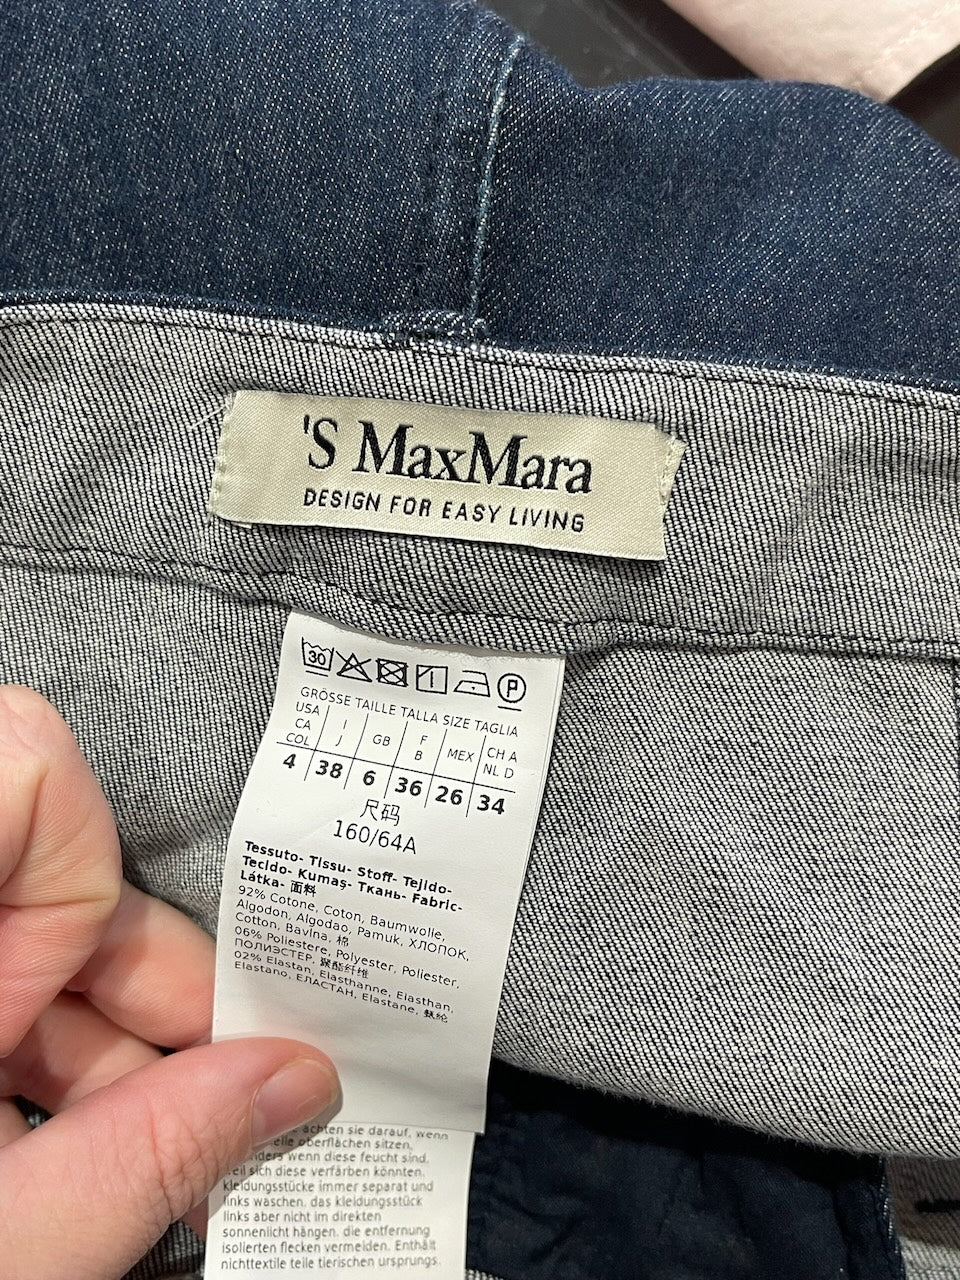 'S MaxMara
DESIGN FOR EASY LIVING
30
P
GRÖSSE TAILLE TALLA SIZE TAGLIA
USA CA COL | I J | GB | F B | MEX | CH A NL D
4 | 38 | 6 | 36 | 26 | 34
尺码
160/64A
Tessuto- Tissu- Stoff- Tejido-
Tecido- Kumaş- Ткань- Fabric-
Látka- 面料
92% Cotone, Coton, Baumwolle,
Algodon, Algodao, Pamuk, ХЛОПОК,
Cotton, Bavlna, 棉
06% Poliestere, Polyester, Poliester,
ПОЛИЭСТЕР, 聚酯纤维
02% Elastan, Elasthanne, Elasthan,
Elastano, ЕЛАСТАН, Elastane, 氨纶
achten sie darauf, wenn
oberflächen sitzen,
wenn diese feucht sind.
sich diese verfärben könnten.
kleidungsstücke immer separat und
links waschen. das kleidungsstück
links aber nicht im direkten
sonnenlicht hängen. die entfernung
isolierten flecken vermeiden. Enthält
nichttextile teile tierischen ursprungs.